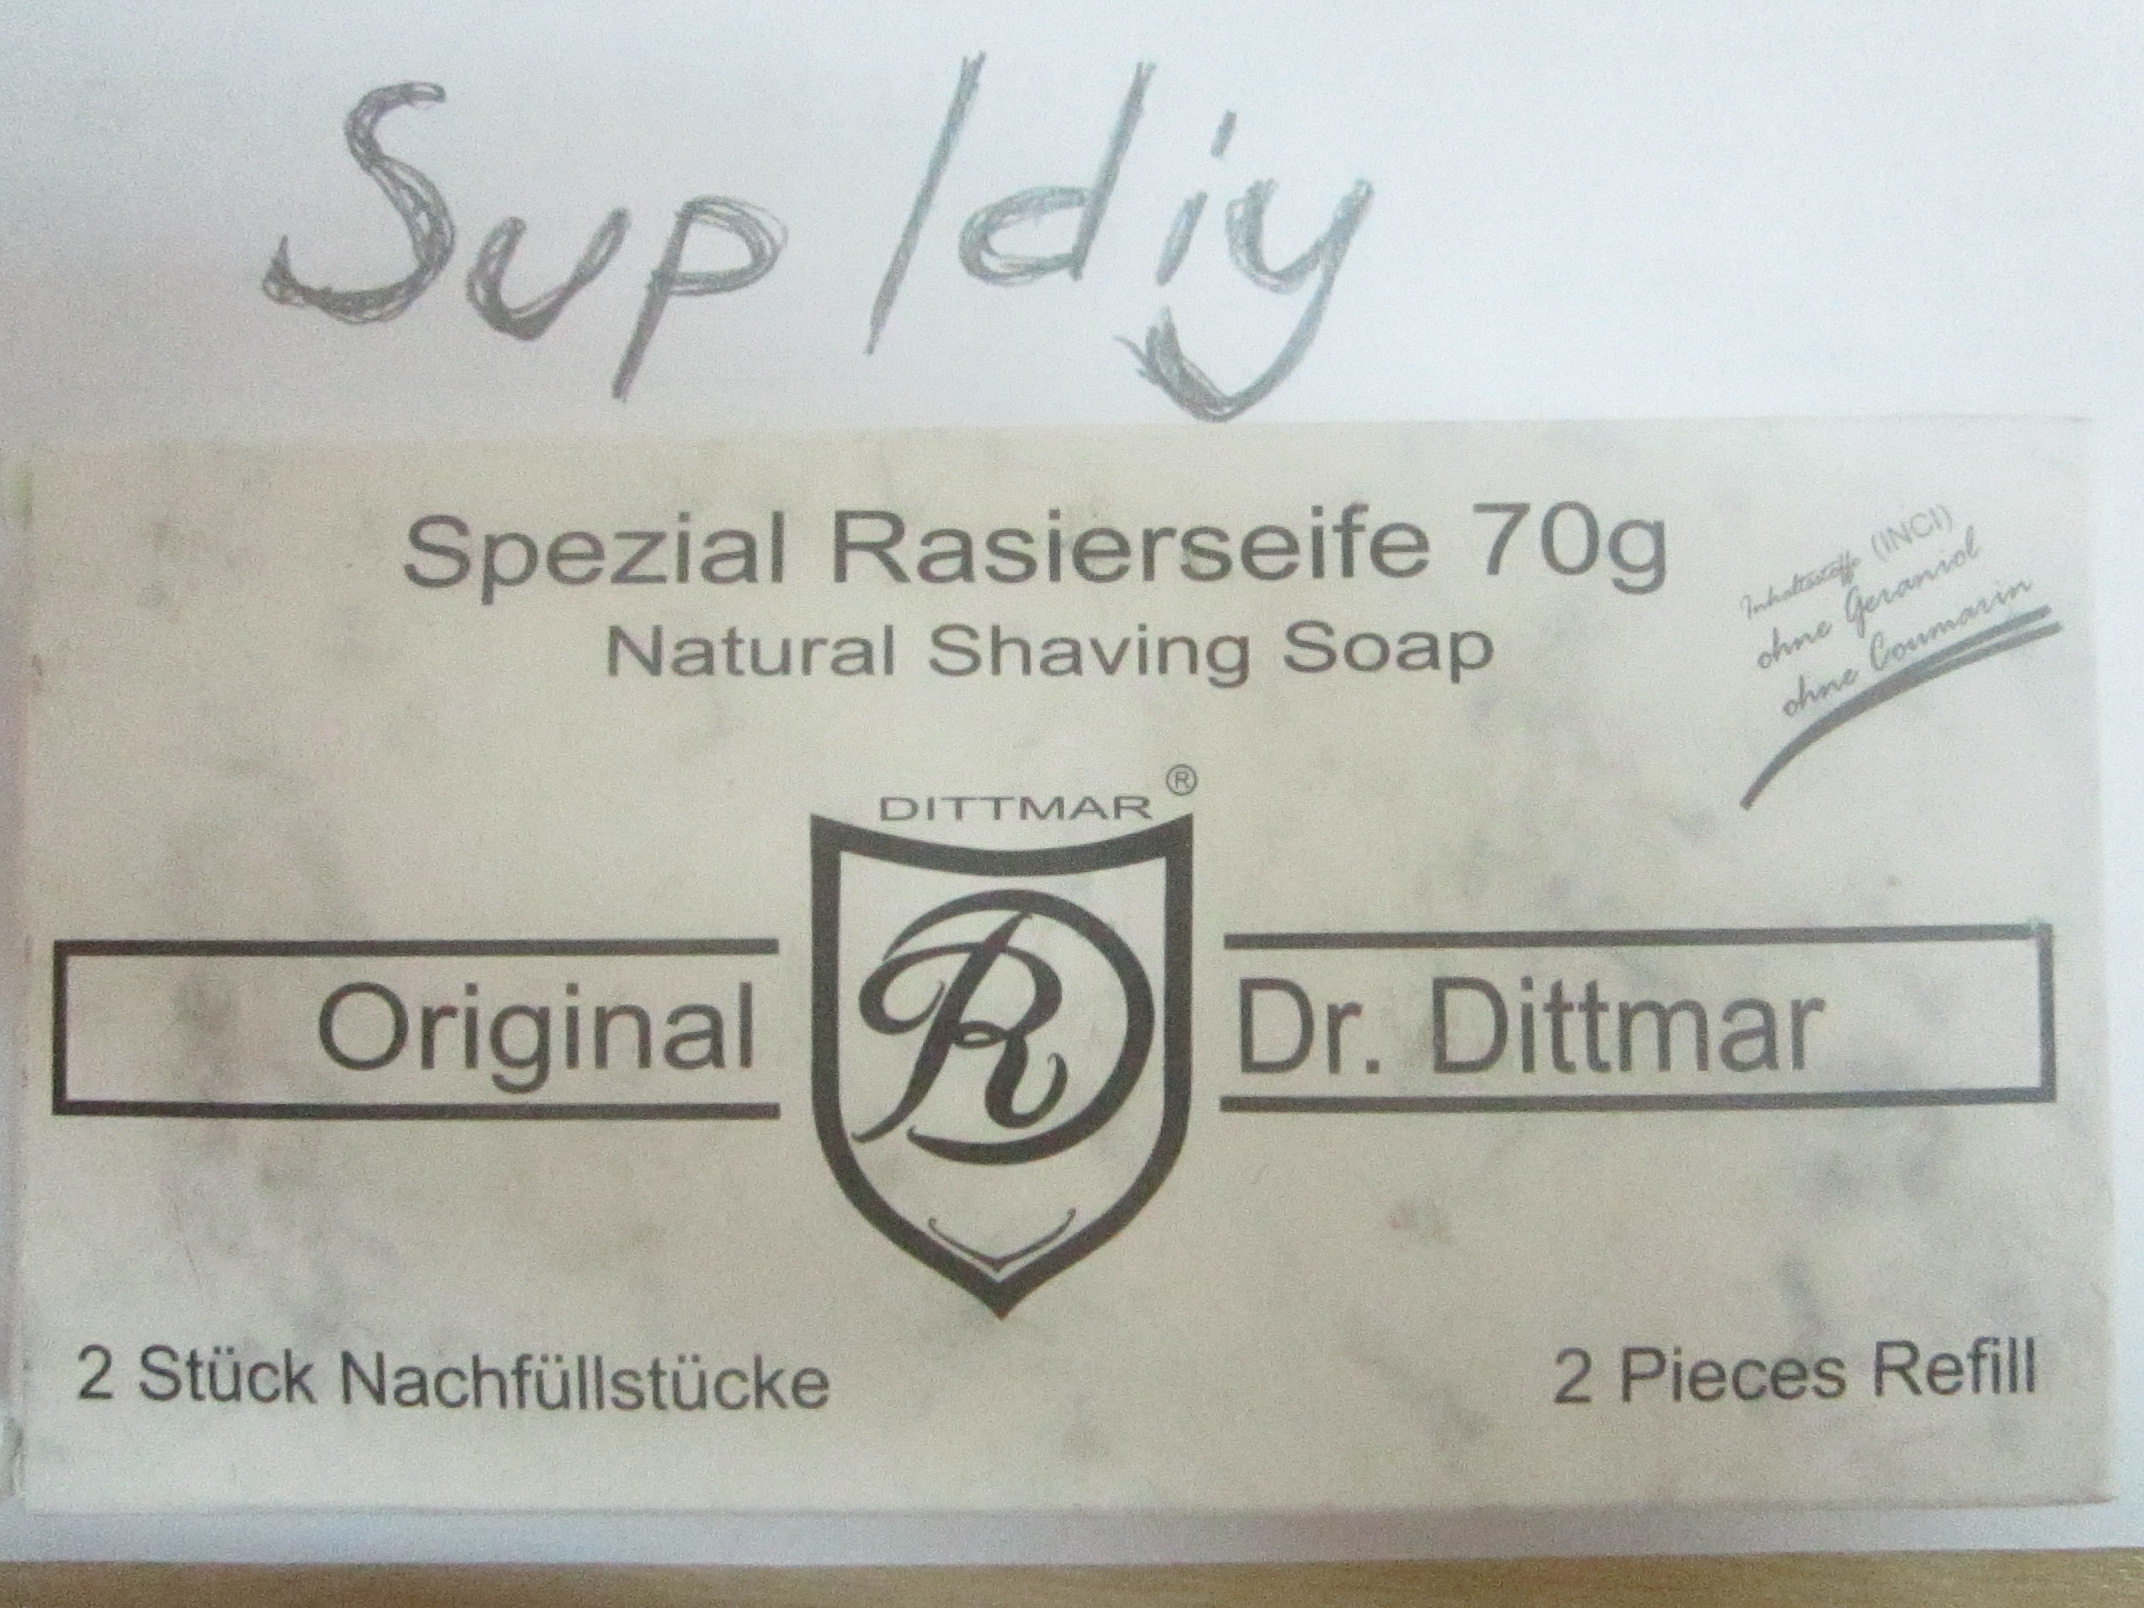 Sup/diy
Spezial Rasierseife 70g
Natural Shaving Soap
Inhaltsstoffe (INCI)
ohne Geraniol
ohne Coumarin
DITTMAR ®
Original R Dr. Dittmar
2 Stück Nachfüllstücke
2 Pieces Refill